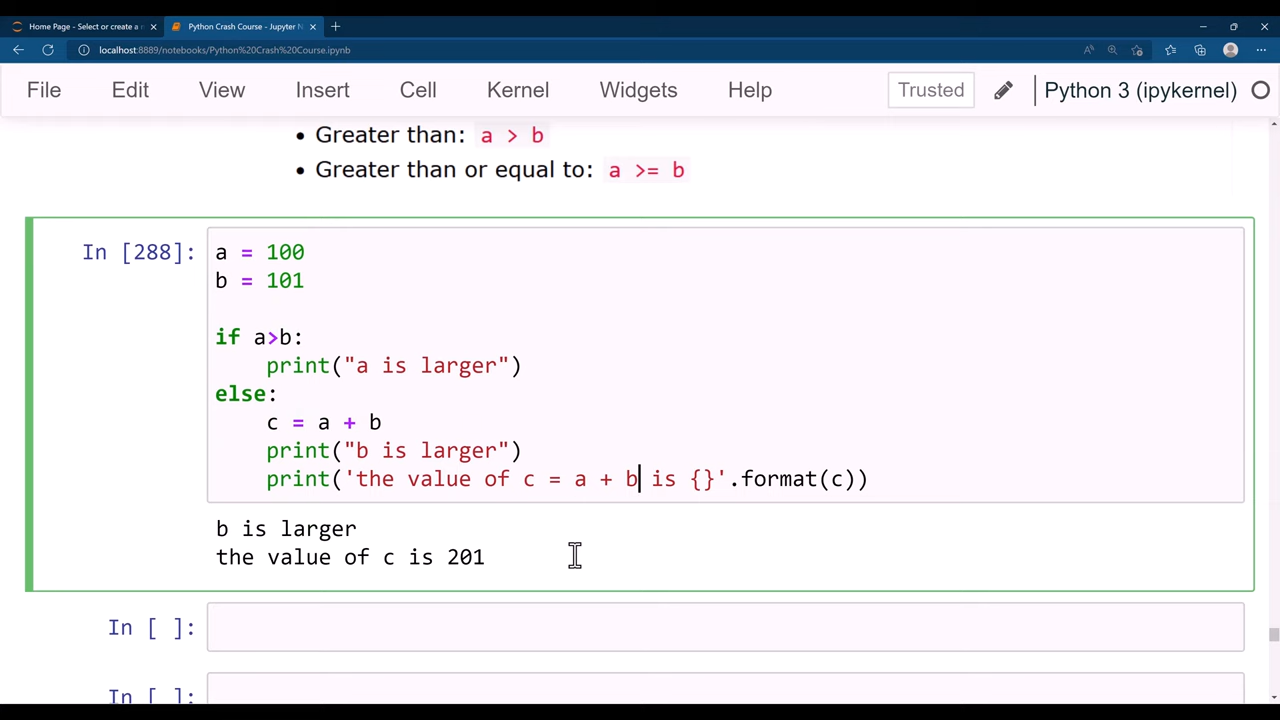 Home Page - Select or create a n
Python Crash Course - Jupyter N
localhost:8889/notebooks/Python%20Crash%20Course.ipynb
File Edit View Insert Cell Kernel Widgets Help Trusted Python 3 (ipykernel)
• Greater than: a > b
• Greater than or equal to: a >= b
In [288]:
a = 100
b = 101
if a>b:
    print("a is larger")
else:
    c = a + b
    print("b is larger")
    print('the value of c = a + b is {}'.format(c))
b is larger
the value of c is 201
In [ ]:
In [ ]: